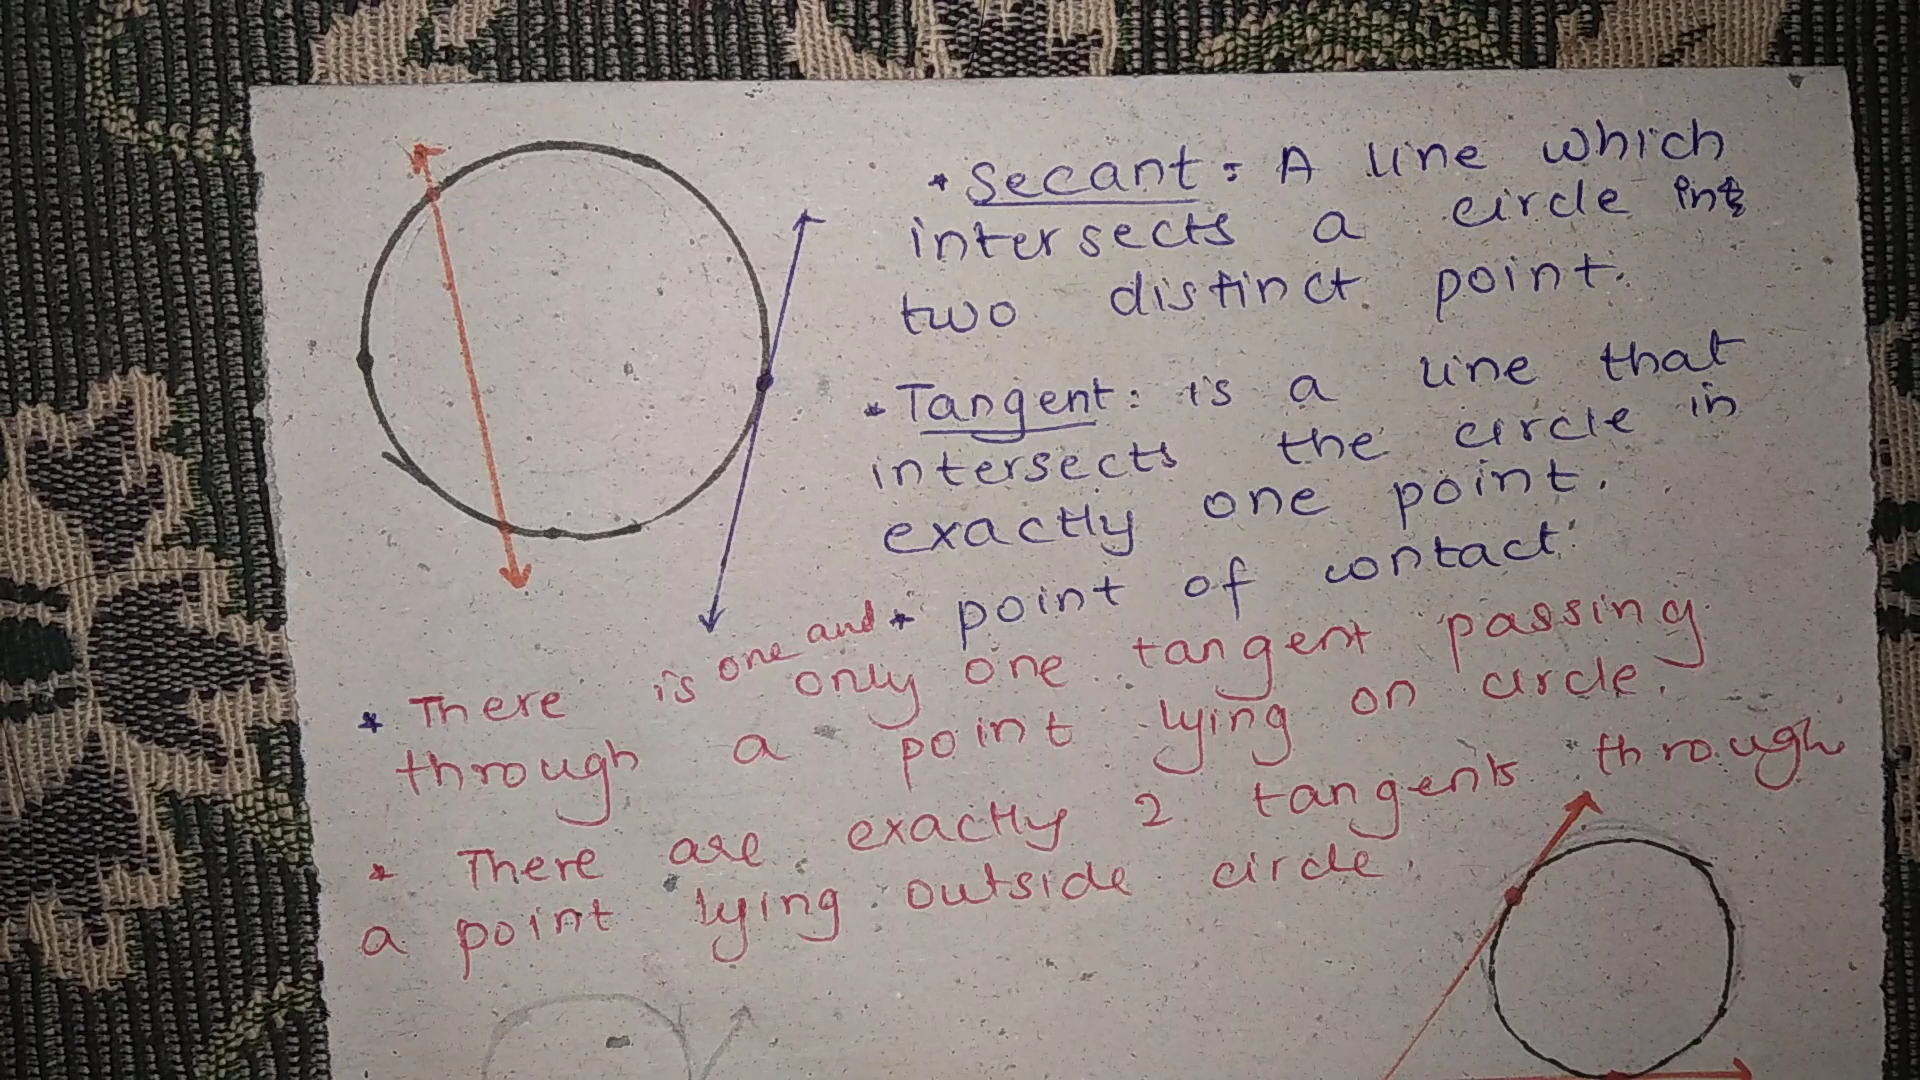 * Secant: A line which
intersects a circle in
two distinct point.
* Tangent: is a line that
intersects the circle in in
exactly one point.
* point of contact
* There is one and only one tangent passing
through a point lying on circle.
* There are exactly 2 tangents through
a point lying outside circle.